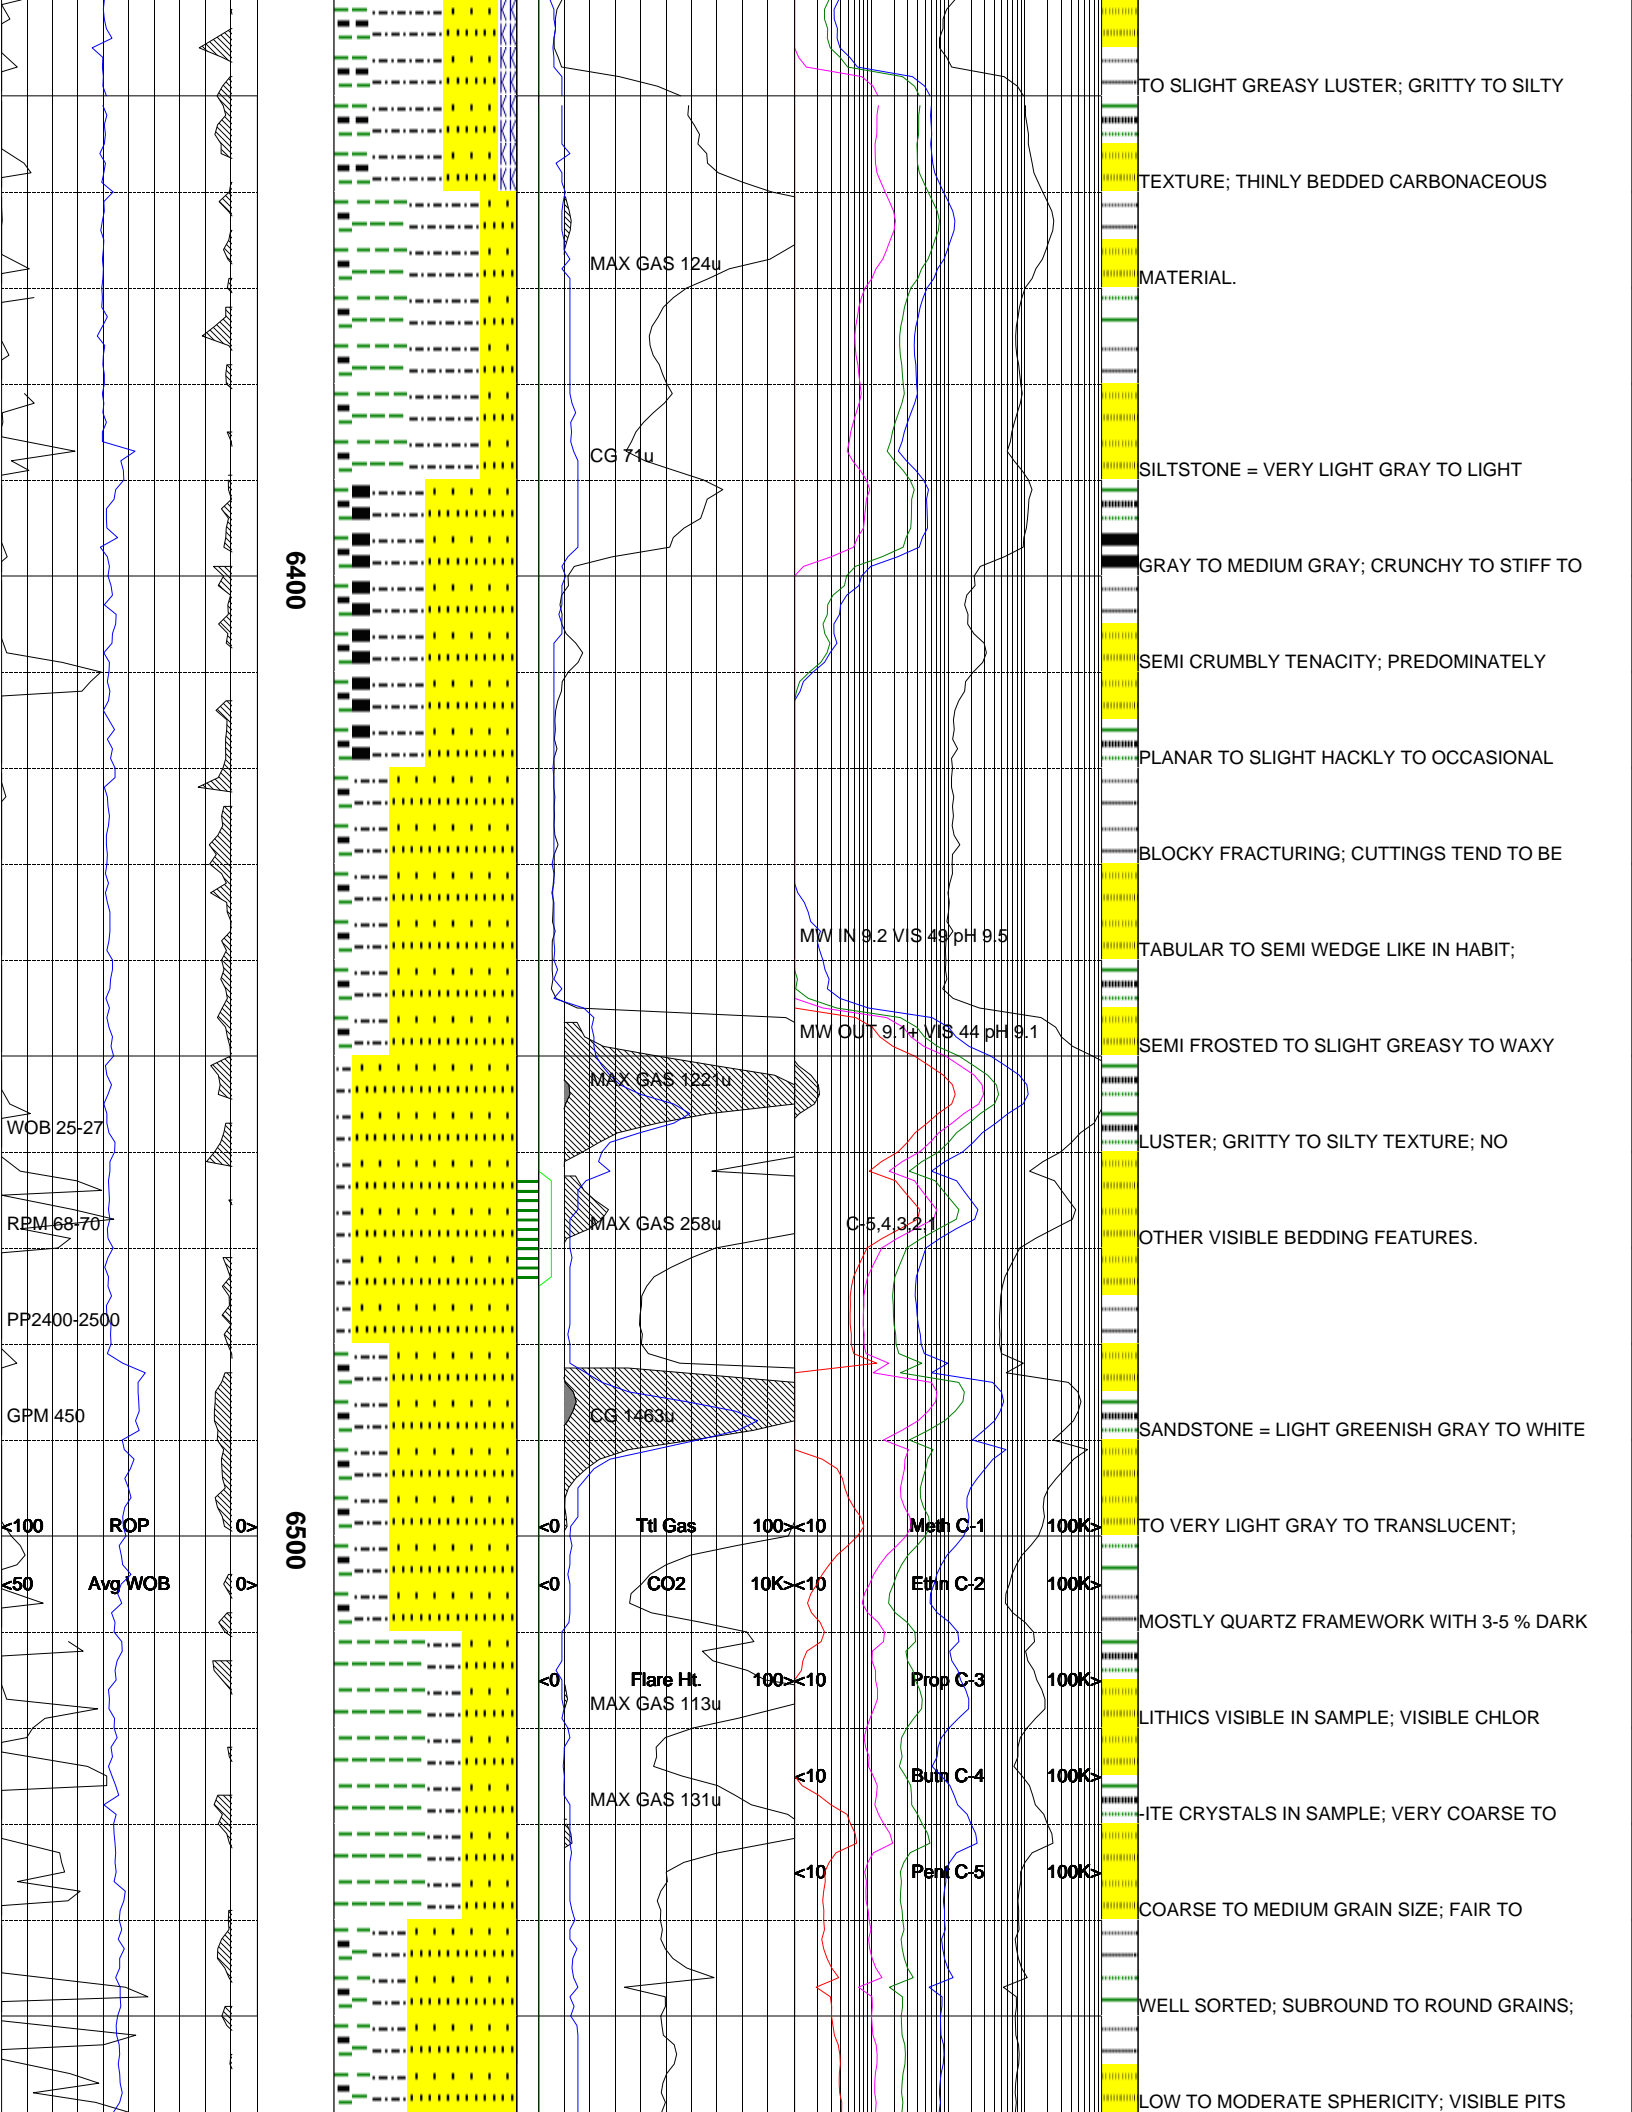 TO SLIGHT GREASY LUSTER; GRITTY TO SILTY
TEXTURE; THINLY BEDDED CARBONACEOUS
MAX GAS 124u
MATERIAL.
CG 71u
SILTSTONE = VERY LIGHT GRAY TO LIGHT
6400
GRAY TO MEDIUM GRAY; CRUNCHY TO STIFF TO
SEMI CRUMBLY TENACITY; PREDOMINATELY
PLANAR TO SLIGHT HACKLY TO OCCASIONAL
BLOCKY FRACTURING; CUTTINGS TEND TO BE
MW IN 9.2 VIS 49 pH 9.5
TABULAR TO SEMI WEDGE LIKE IN HABIT;
MW OUT 9.1+ VIS 44 pH 9.1
SEMI FROSTED TO SLIGHT GREASY TO WAXY
MAX GAS 1221u
WOB 25-27
LUSTER; GRITTY TO SILTY TEXTURE; NO
RPM 68-70
MAX GAS 258u
C-5,4,3,2,1
OTHER VISIBLE BEDDING FEATURES.
PP2400-2500
GPM 450
CG 1463u
SANDSTONE = LIGHT GREENISH GRAY TO WHITE
6500
<100 ROP 0>
<0 Ttl Gas 100>
<10 Meth C-1 100K>
TO VERY LIGHT GRAY TO TRANSLUCENT;
<50 Avg WOB 0>
<0 CO2 10K>
<10 Ethn C-2 100K>
MOSTLY QUARTZ FRAMEWORK WITH 3-5 % DARK
<0 Flare Ht. 100>
<10 Prop C-3 100K>
MAX GAS 113u
LITHICS VISIBLE IN SAMPLE; VISIBLE CHLOR
<10 Butn C-4 100K>
MAX GAS 131u
-ITE CRYSTALS IN SAMPLE; VERY COARSE TO
<10 Pent C-5 100K>
COARSE TO MEDIUM GRAIN SIZE; FAIR TO
WELL SORTED; SUBROUND TO ROUND GRAINS;
LOW TO MODERATE SPHERICITY; VISIBLE PITS